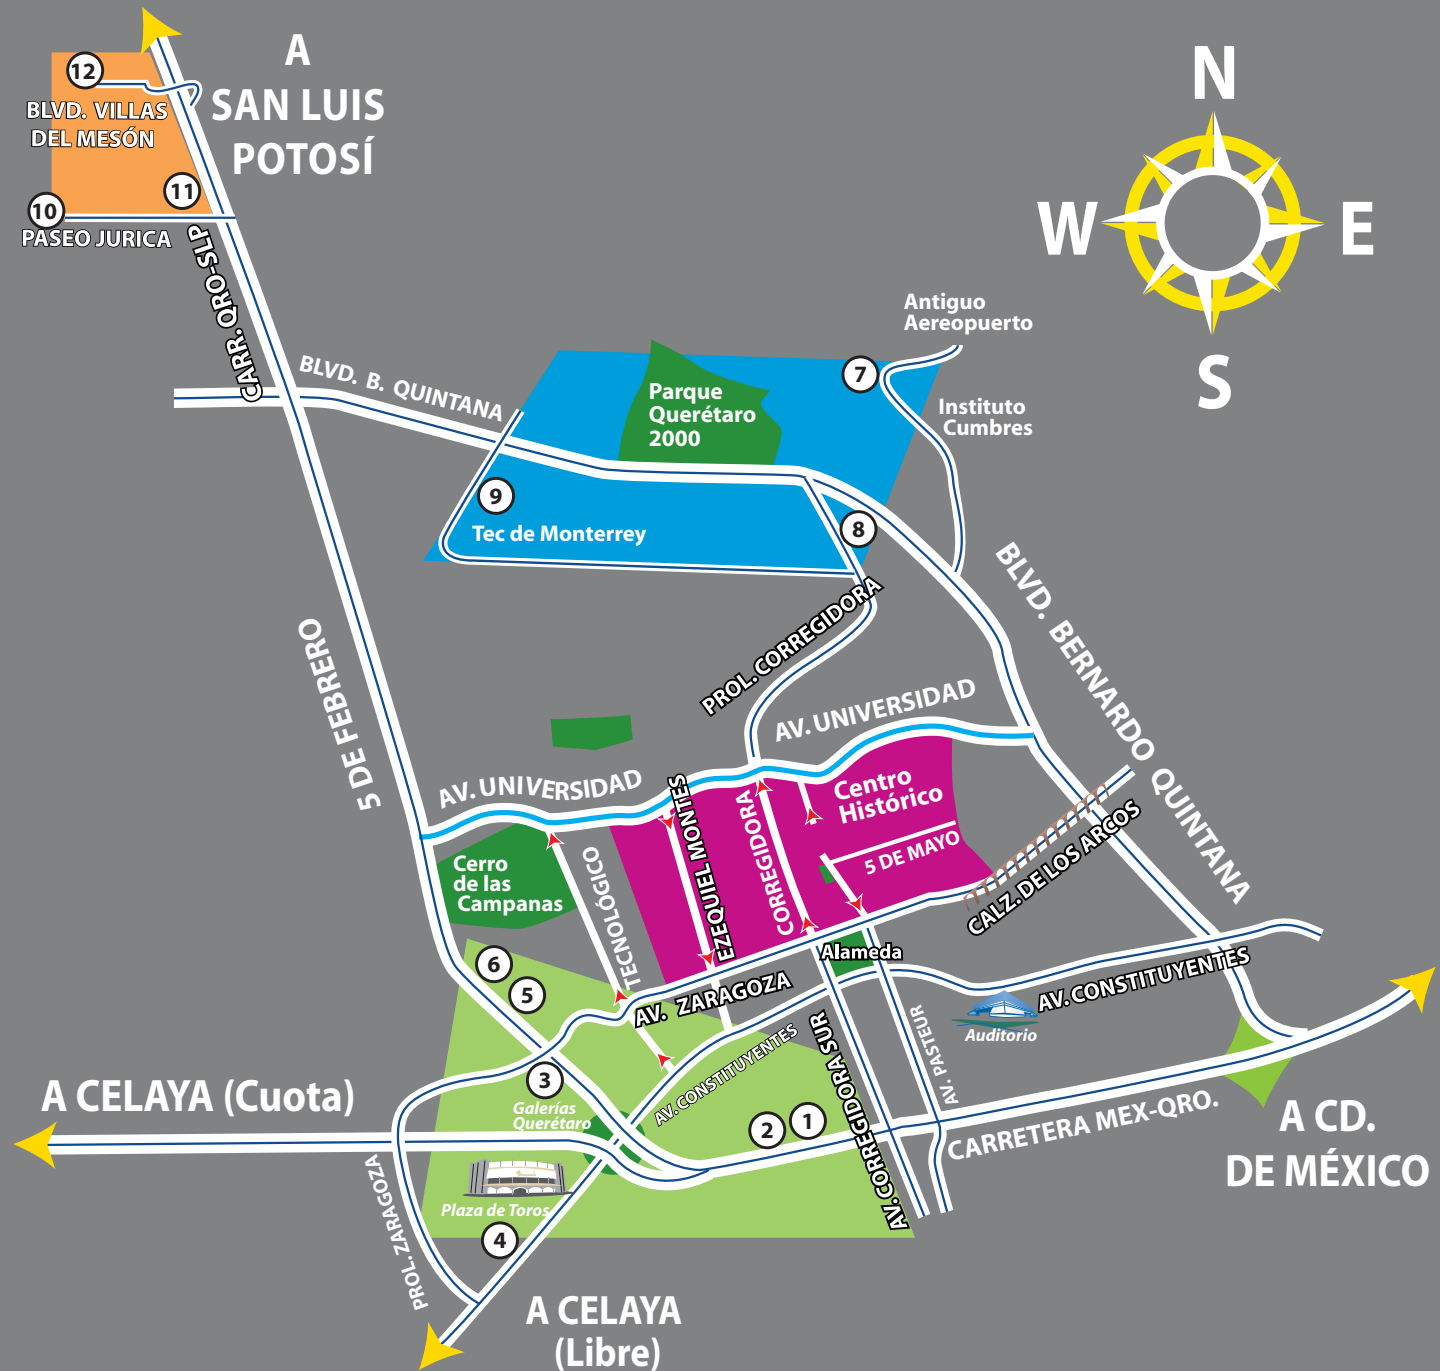 A
SAN LUIS
POTOSÍ
N
W
E
S
12
BLVD. VILLAS
DEL MESÓN
11
10
PASEO JURICA
CARR. QRO-SLP
BLVD. B. QUINTANA
Antiguo
Aereopuerto
7
Parque
Querétaro
2000
Instituto
Cumbres
9
Tec de Monterrey
8
BLVD. BERNARDO QUINTANA
PROL. CORREGIDORA
5 DE FEBRERO
AV. UNIVERSIDAD
AV. UNIVERSIDAD
EZEQUIEL MONTES
CORREGIDORA
Centro
Histórico
5 DE MAYO
CALZ. DE LOS ARCOS
Cerro
de las
Campanas
TECNOLÓGICO
Alameda
6
5
AV. ZARAGOZA
AV. CONSTITUYENTES
Auditorio
AV. CONSTITUYENTES
AV. CORREGIDORA SUR
AV. PASTEUR
3
A CELAYA (Cuota)
Galerías
Querétaro
2
1
CARRETERA MEX-QRO.
A CD.
DE MÉXICO
PROL. ZARAGOZA
Plaza de Toros
4
A CELAYA
(Libre)